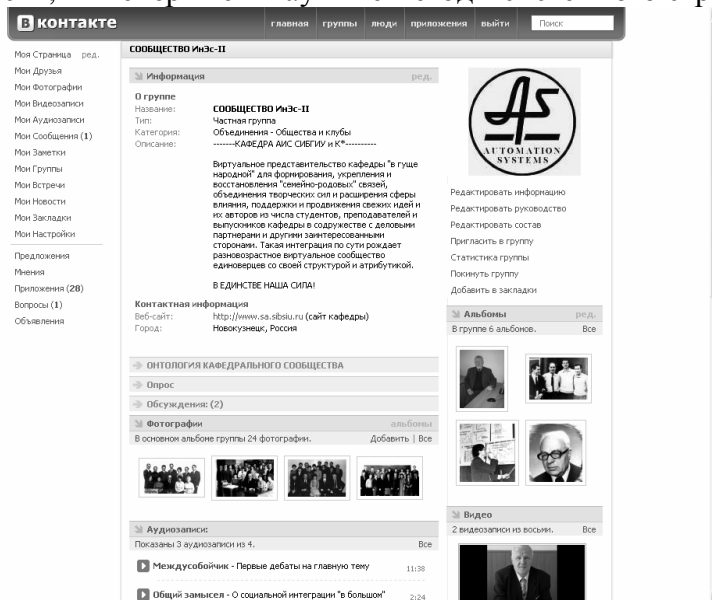 В контакте
главная группы люди приложения выйти Поиск
Моя Страница ред.
Мои Друзья
Мои Фотографии
Мои Видеозаписи
Мои Аудиозаписи
Мои Сообщения (1)
Мои Заметки
Мои Группы
Мои Встречи
Мои Новости
Мои Закладки
Мои Настройки
Предложения
Мнения
Приложения (28)
Вопросы (1)
Объявления
СООБЩЕСТВО ИнЭс-II
Информация ред.
О группе
Название: СООБЩЕСТВО ИнЭс-II
Тип: Частная группа
Категория: Объединения - Общества и клубы
Описание: -------КАФЕДРА АИС СИБГИУ и К°----------
Виртуальное представительство кафедры "в гуще
народной" для формирования, укрепления и
восстановления "семейно-родовых" связей,
объединения творческих сил и расширения сферы
влияния, поддержки и продвижения свежих идей и
их авторов из числа студентов, преподавателей и
выпускников кафедры в содружестве с деловыми
партнерами и другими заинтересованными
сторонами. Такая интеграция по сути рождает
разновозрастное виртуальное сообщество
единоверцев со своей структурой и атрибутикой.
В ЕДИНСТВЕ НАША СИЛА!
Контактная информация
Веб-сайт: http://www.sa.sibsiu.ru (сайт кафедры)
Город: Новокузнецк, Россия
ОНТОЛОГИЯ КАФЕДРАЛЬНОГО СООБЩЕСТВА
Опрос
Обсуждения: (2)
Фотографии альбомы
В основном альбоме группы 24 фотографии. Добавить | Все
Аудиозаписи:
Показаны 3 аудиозаписи из 4. Все
Междусобойчик - Первые дебаты на главную тему 11:38
Общий замысел - О социальной интеграции "в большом" 2:24
AS
AUTOMATION
SYSTEMS
Редактировать информацию
Редактировать руководство
Редактировать состав
Пригласить в группу
Статистика группы
Покинуть группу
Добавить в закладки
Альбомы ред.
В группе 6 альбомов. Все
Видео
2 видеозаписи из восьми. Все